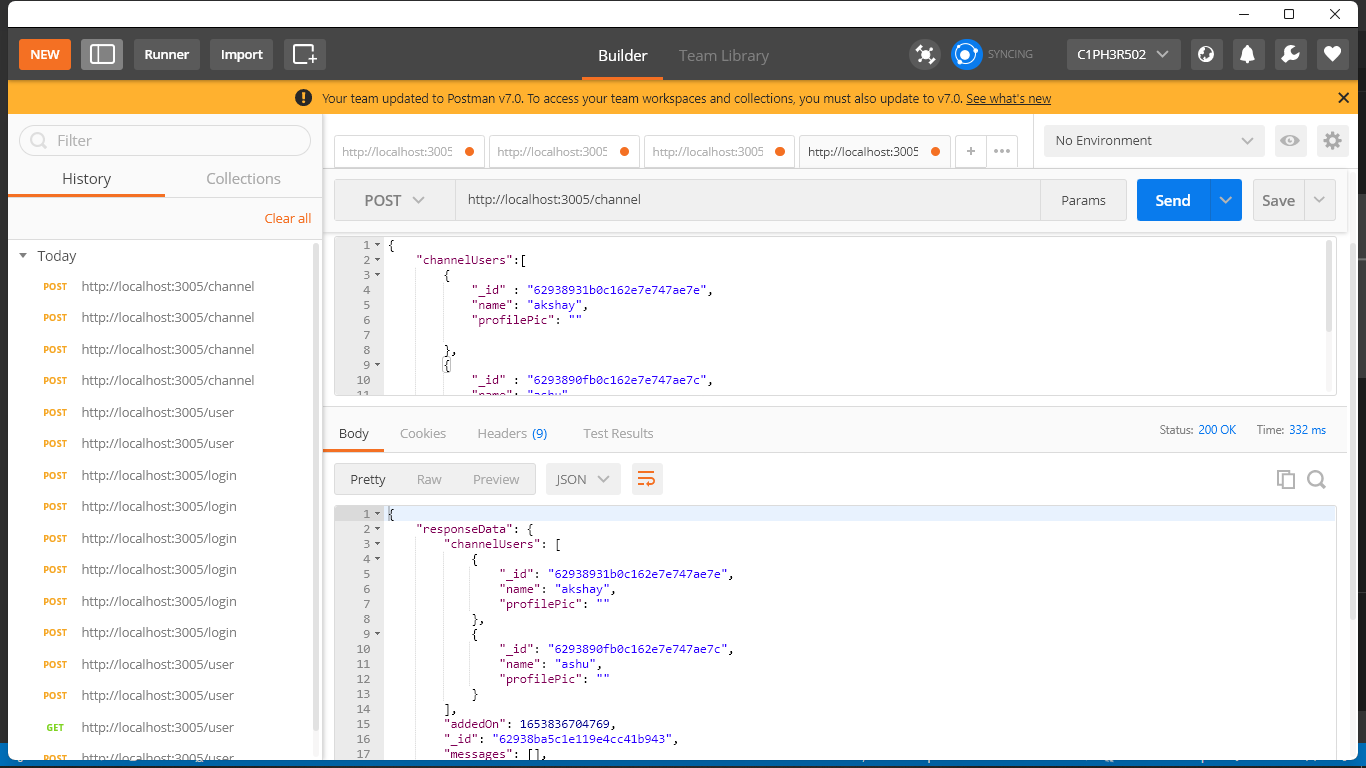 NEW Runner Import Builder Team Library SYNCING C1PH3R502
Your team updated to Postman v7.0. To access your team workspaces and collections, you must also update to v7.0. See what's new
Filter
History Collections
Clear all
Today
POST http://localhost:3005/channel
POST http://localhost:3005/channel
POST http://localhost:3005/channel
POST http://localhost:3005/channel
POST http://localhost:3005/user
POST http://localhost:3005/user
POST http://localhost:3005/login
POST http://localhost:3005/login
POST http://localhost:3005/login
POST http://localhost:3005/login
POST http://localhost:3005/login
POST http://localhost:3005/login
POST http://localhost:3005/user
POST http://localhost:3005/user
GET http://localhost:3005/user
POST http://localhost:3005/user
http://localhost:3005 http://localhost:3005 http://localhost:3005 http://localhost:3005 + ••• No Environment
POST http://localhost:3005/channel Params Send Save
1 {
2 "channelUsers":[
3 {
4 "_id" : "62938931b0c162e7e747ae7e",
5 "name": "akshay",
6 "profilePic": ""
7
8 },
9 {
10 "_id" : "6293890fb0c162e7e747ae7c",
11 "name": "ashu",
Body Cookies Headers (9) Test Results Status: 200 OK Time: 332 ms
Pretty Raw Preview JSON
1 {
2 "responseData": {
3 "channelUsers": [
4 {
5 "_id": "62938931b0c162e7e747ae7e",
6 "name": "akshay",
7 "profilePic": ""
8 },
9 {
10 "_id": "6293890fb0c162e7e747ae7c",
11 "name": "ashu",
12 "profilePic": ""
13 }
14 ],
15 "addedOn": 1653836704769,
16 "_id": "62938ba5c1e119e4cc41b943",
17 "messages": [],